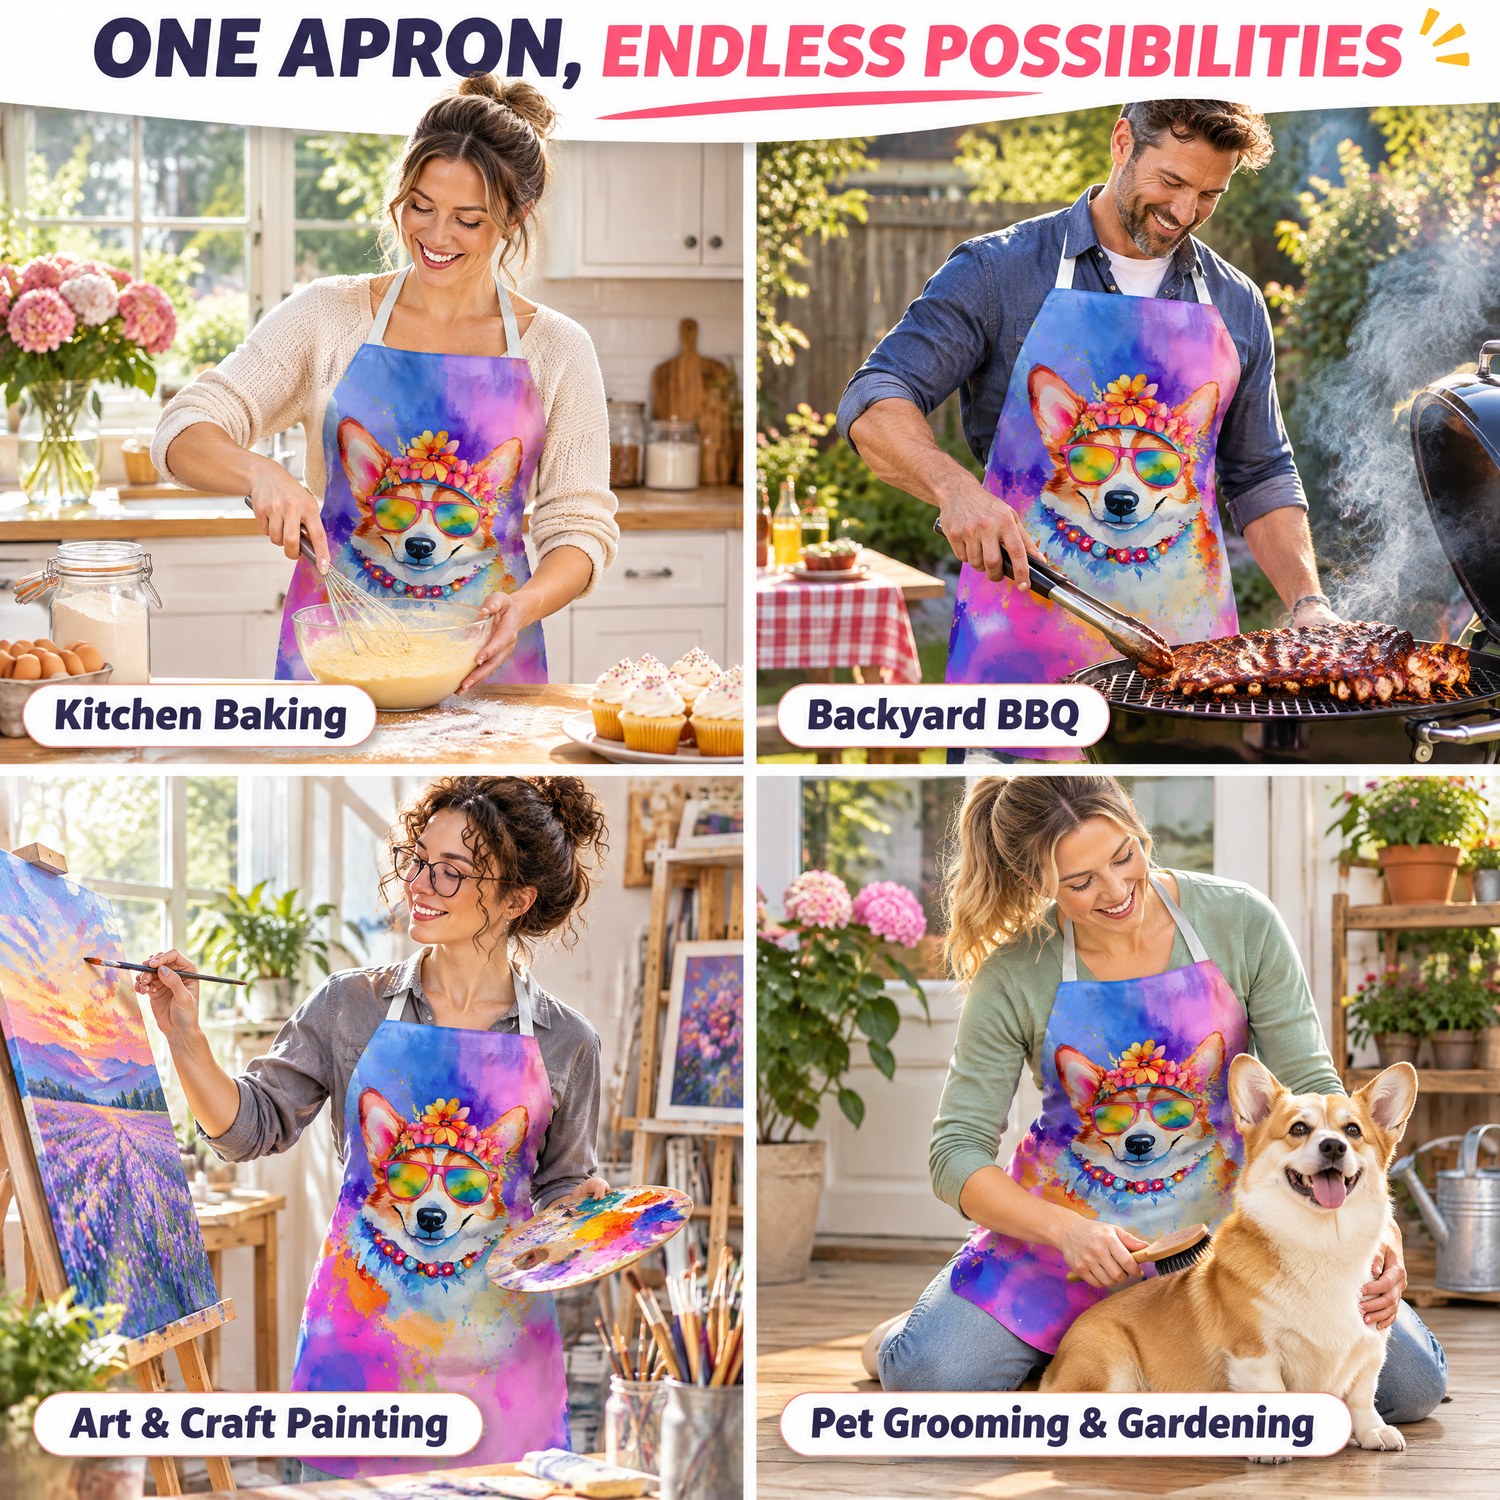 ONE APRON, ENDLESS POSSIBILITIES
Kitchen Baking
Backyard BBQ
Art & Craft Painting
Pet Grooming & Gardening